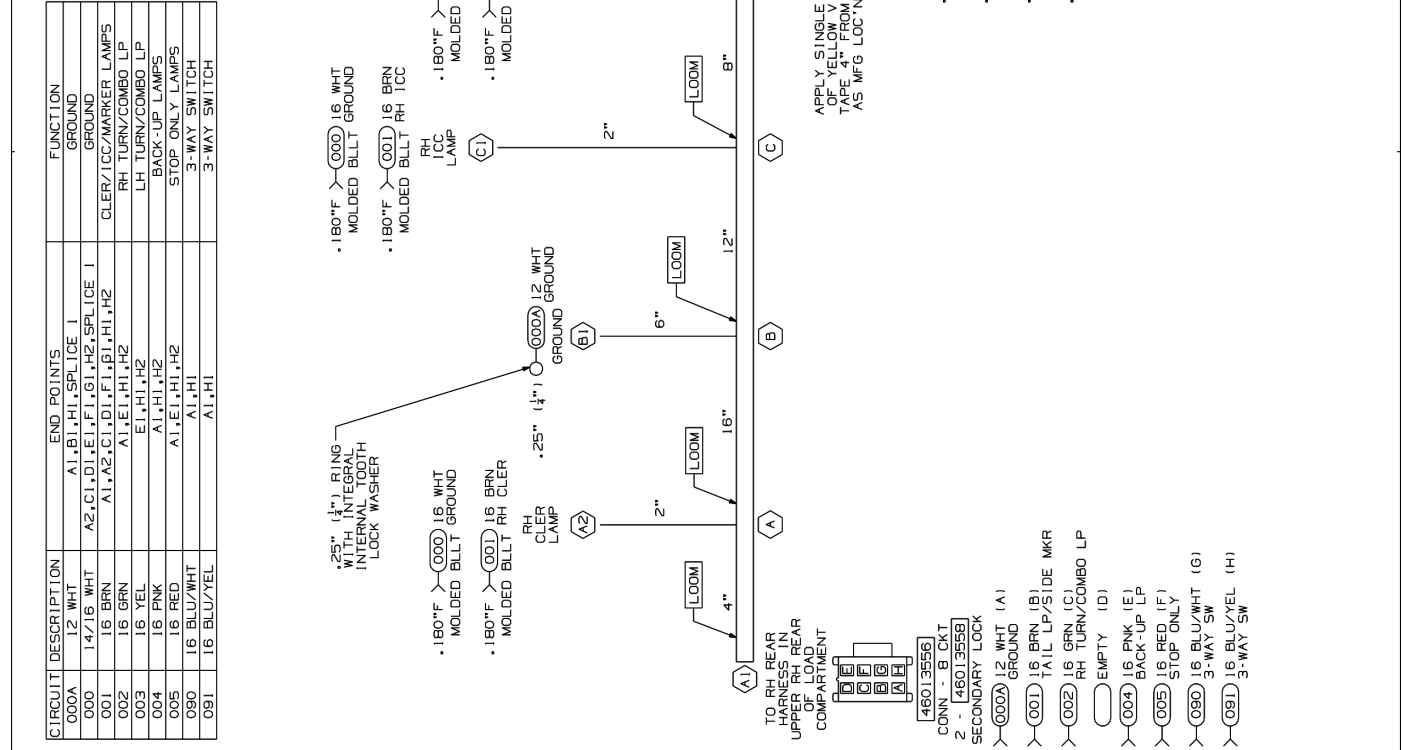 CIRCUIT DESCRIPTION END POINTS FUNCTION
000A 12 WHT A1,B1,H1,SPLICE 1 GROUND
000 14/16 WHT A2,C1,D1,E1,F1,G1,H2,SPLICE 1 GROUND
001 16 BRN A1,A2,C1,D1,F1,G1,H1,H2 CLER/ICC/MARKER LAMPS
002 16 GRN A1,E1,H1,H2 RH TURN/COMBO LP
003 16 YEL E1,H1,H2 LH TURN/COMBO LP
004 16 PNK A1,H1,H2 BACK-UP LAMPS
005 16 RED A1,E1,H1,H2 STOP ONLY LAMPS
090 16 BLU/WHT A1,H1 3-WAY SWITCH
091 16 BLU/YEL A1,H1 3-WAY SWITCH
.25" (1/4") RING
WITH INTEGRAL
INTERNAL TOOTH
LOCK WASHER
.180"F 000 16 WHT
MOLDED BLLT GROUND
.180"F 001 16 BRN
MOLDED BLLT RH ICC
RH
ICC
LAMP
C1
.180"F
MOLDED
.180"F
MOLDED
.180"F 000 16 WHT
MOLDED BLLT GROUND
.180"F 001 16 BRN
MOLDED BLLT RH CLER
RH
CLER
LAMP
A2
.25" (1/4") 000A 12 WHT
GROUND GROUND
B1
2"
6"
2"
LOOM
LOOM
LOOM
LOOM
4"
16"
12"
8"
A1
A
B
C
TO RH REAR
HARNESS IN
UPPER RH REAR
OF LOAD
COMPARTMENT
D E
C F
B G
A H
46013556
CONN - 8 CKT
2 - 46013558
SECONDARY LOCK
000A 12 WHT (A)
GROUND
001 16 BRN (B)
TAIL LP/SIDE MKR
002 16 GRN (C)
RH TURN/COMBO LP
EMPTY (D)
004 16 PNK (E)
BACK-UP LP
005 16 RED (F)
STOP ONLY
090 16 BLU/WHT (G)
3-WAY SW
091 16 BLU/YEL (H)
3-WAY SW
APPLY SINGLE
OF YELLOW V
TAPE 4" FROM
AS MFG LOC'N